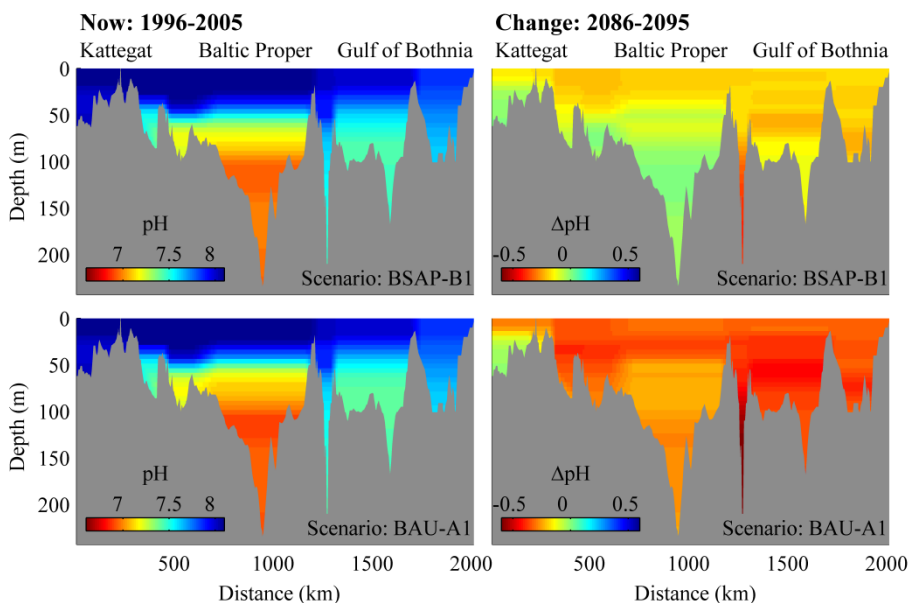 Now: 1996-2005
Change: 2086-2095
Kattegat Baltic Proper Gulf of Bothnia
Kattegat Baltic Proper Gulf of Bothnia
0
50
100
150
200
Depth (m)
pH
7 7.5 8
Scenario: BSAP-B1
ΔpH
-0.5 0 0.5
Scenario: BSAP-B1
0
50
100
150
200
Depth (m)
pH
7 7.5 8
Scenario: BAU-A1
ΔpH
-0.5 0 0.5
Scenario: BAU-A1
500 1000 1500 2000
500 1000 1500 2000
Distance (km)
Distance (km)